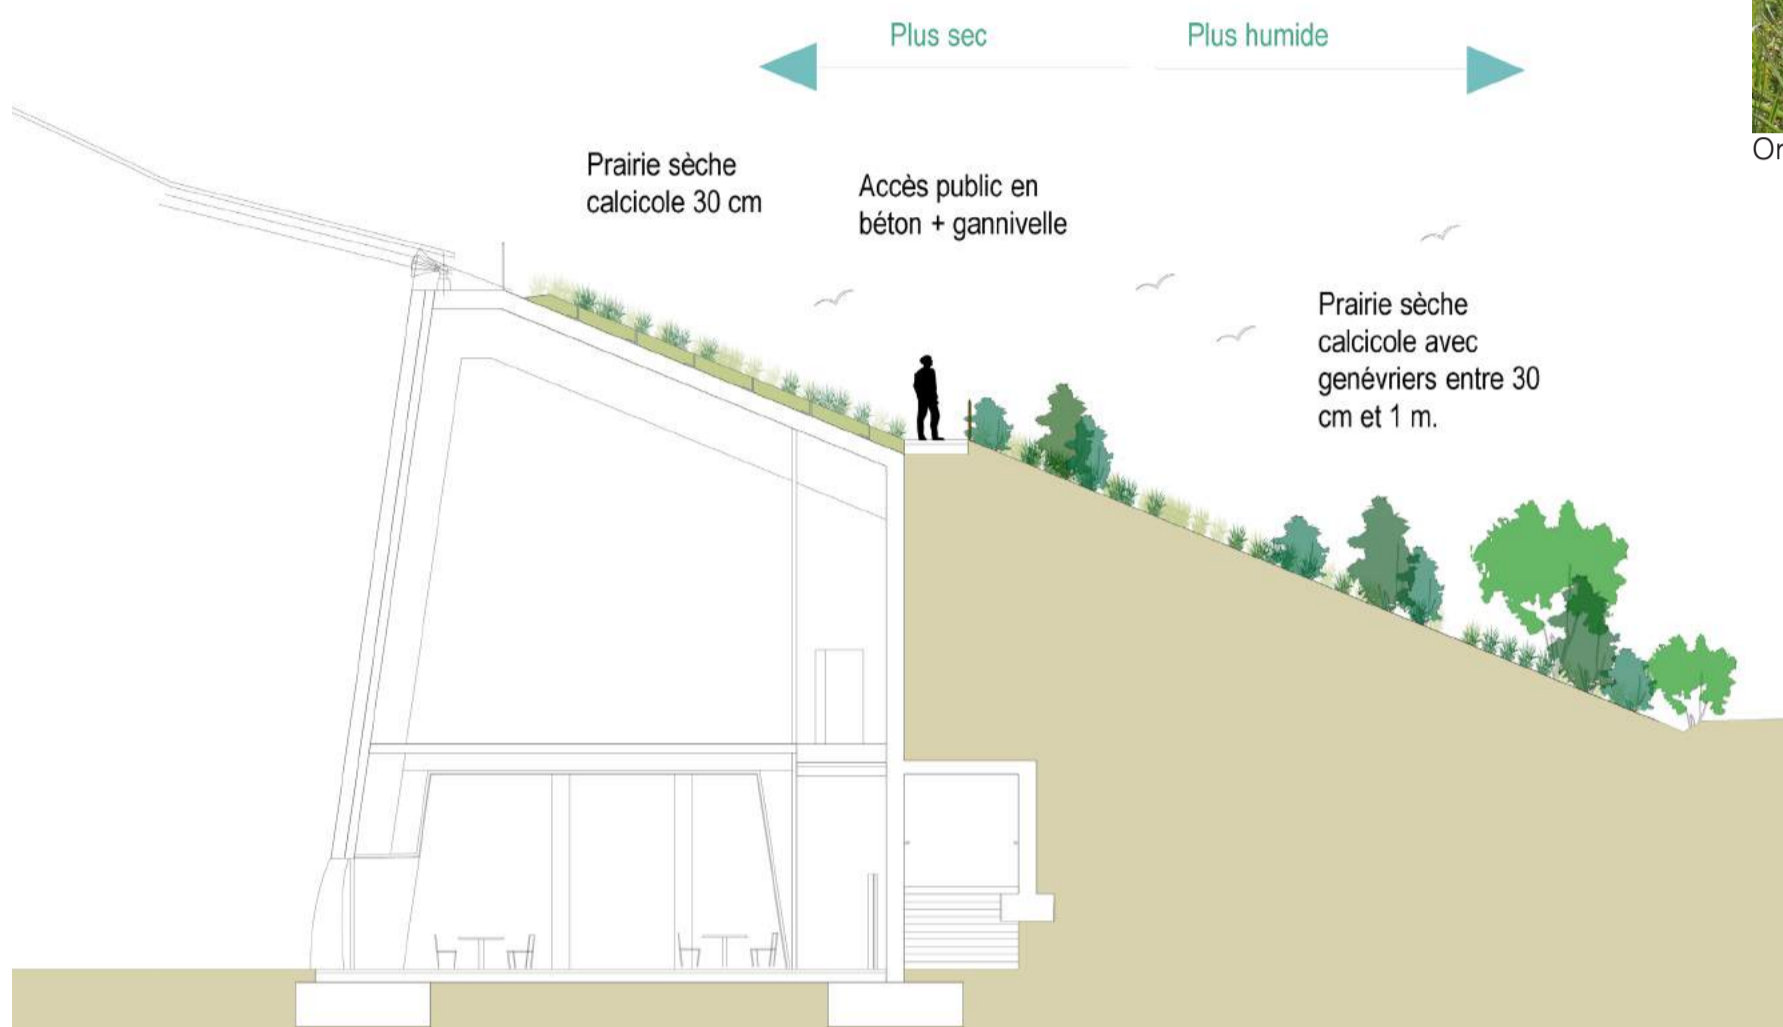 Plus sec
Plus humide
Or
Prairie sèche
calcicole 30 cm
Accès public en
béton + gannivelle
Prairie sèche
calcicole avec
genévriers entre 30
cm et 1 m.